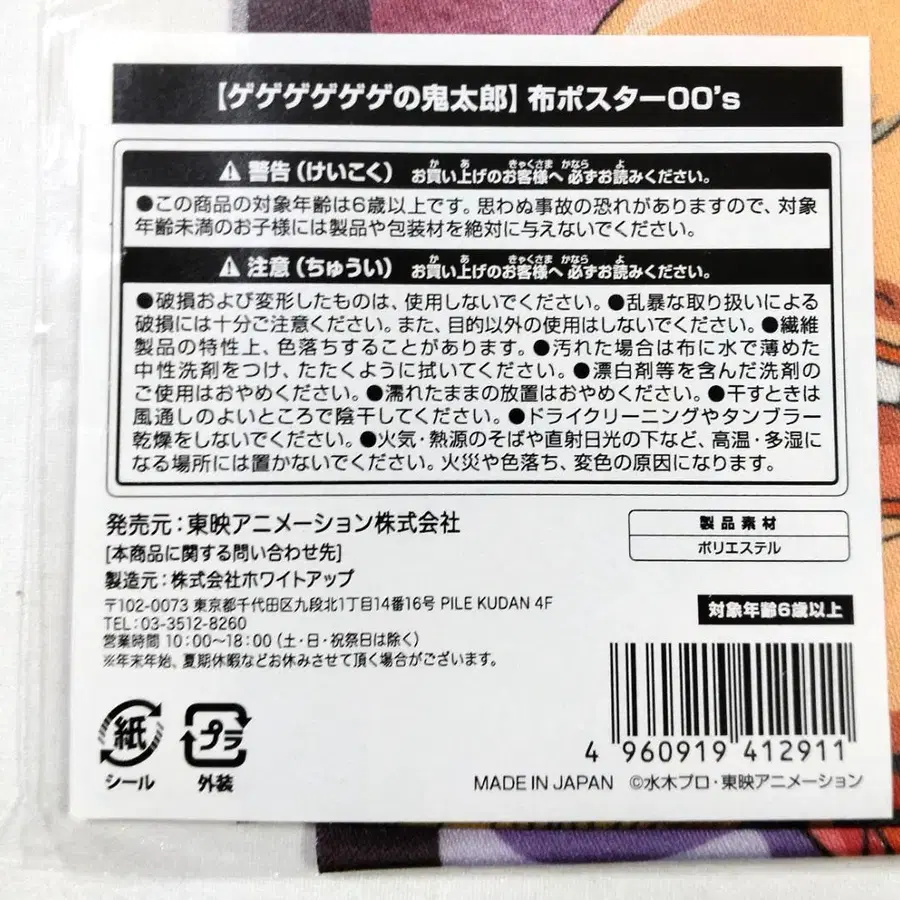 【ゲゲゲゲゲゲの鬼太郎】布ポスター00's
⚠警告（けいこく） お買い上げのお客様へ 必ずお読みください。
か あ きゃくさま かなら よ
●この商品の対象年齢は6歳以上です。思わぬ事故の恐れがありますので、対象
年齢未満のお子様には製品や包装材を絶対に与えないでください。
⚠注意（ちゅうい） お買い上げのお客様へ 必ずお読みください。
か あ きゃくさま かなら よ
●破損および変形したものは、使用しないでください。●乱暴な取り扱いによる
破損には十分ご注意ください。また、目的以外の使用はしないでください。●繊維
製品の特性上、色落ちすることがあります。●汚れた場合は布に水で薄めた
中性洗剤をつけ、たたくように拭いてください。●漂白剤等を含んだ洗剤の
ご使用はおやめください。●濡れたままの放置はおやめください。●干すときは
風通しのよいところで陰干してください。●ドライクリーニングやタンブラー
乾燥をしないでください。●火気・熱源のそばや直射日光の下など、高温・多湿に
なる場所には置かないでください。火災や色落ち、変色の原因になります。
発売元：東映アニメーション株式会社
[本商品に関する問い合わせ先]
製造元：株式会社ホワイトアップ
〒102-0073 東京都千代田区九段北1丁目14番16号 PILE KUDAN 4F
TEL：03-3512-8260
営業時間 10：00～18：00（土・日・祝祭日は除く）
※年末年始、夏期休暇などお休みさせて頂く場合がございます。
製品素材
ポリエステル
対象年齢6歳以上
紙
シール
プラ
外装
4 960919 412911
MADE IN JAPAN ©水木プロ・東映アニメーション